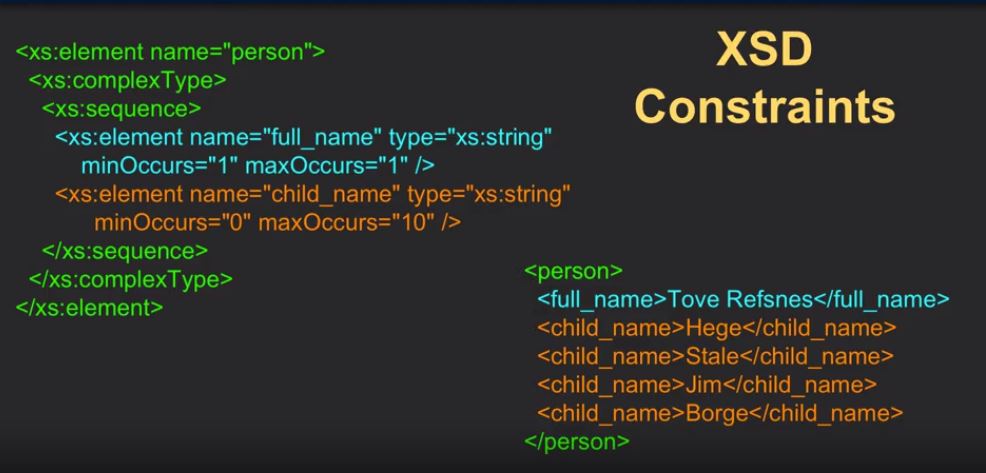 XSD
Constraints
<xs:element name="person">
<xs:complexType>
<xs:sequence>
<xs:element name="full_name" type="xs:string"
minOccurs="1" maxOccurs="1" />
<xs:element name="child_name" type="xs:string"
minOccurs="0" maxOccurs="10" />
</xs:sequence>
</xs:complexType>
</xs:element>
<person>
<full_name>Tove Refsnes</full_name>
<child_name>Hege</child_name>
<child_name>Stale</child_name>
<child_name>Jim</child_name>
<child_name>Borge</child_name>
</person>